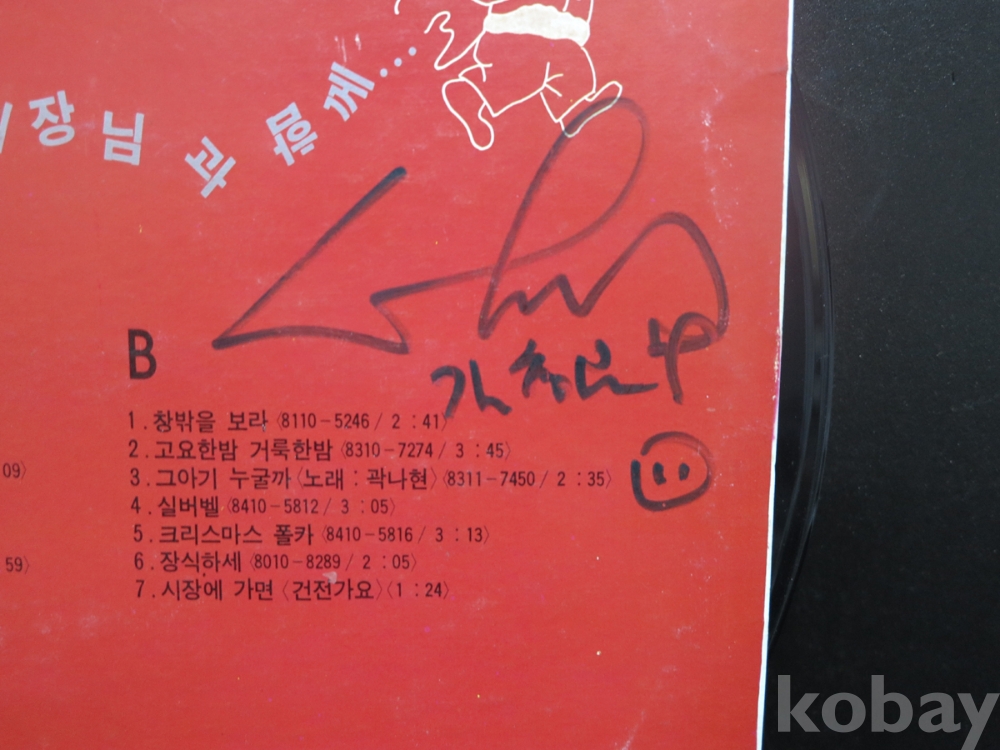 장님과 함께...
B
1. 창밖을 보라 〈8110-5246 / 2 : 41〉
2. 고요한밤 거룩한밤 〈8310-7274 / 3 : 45〉
09〉
3. 그아기 누굴까 〈노래 : 곽나현〉 〈8311-7450 / 2 : 35〉
4. 실버벨 〈8410-5812 / 3 : 05〉
5. 크리스마스 폴카 〈8410-5816 / 3 : 13〉
59〉
6. 장식하세 〈8010-8289 / 2 : 05〉
7. 시장에 가면 〈건전가요〉 〈1 : 24〉
kobay